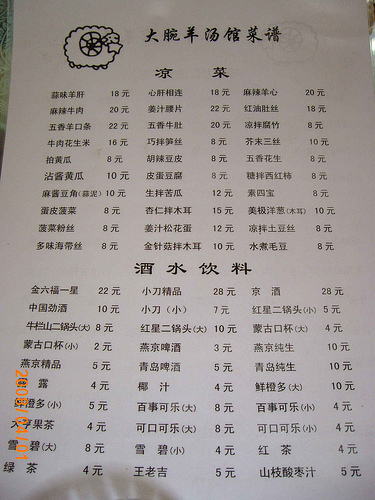 大腕羊汤馆菜谱
凉 菜
蒜味羊肝 18 元 心肝相连 18 元 麻辣羊心 20 元
麻辣牛肉 20 元 姜汁腰片 22 元 红油肚丝 18 元
五香羊口条 22 元 五香牛肚 20 元 凉拌腐竹 8 元
牛肉花生米 16 元 巧拌笋丝 8 元 芥末三丝 10 元
拍黄瓜 8 元 胡辣豆皮 8 元 五香花生 8 元
沾酱黄瓜 10 元 皮蛋豆腐 8 元 糖拌西红柿 8 元
麻酱豆角(蒜泥) 10 元 生拌苦瓜 12 元 素四宝 8 元
蛋皮菠菜 8 元 杏仁拌木耳 15 元 美极洋葱(木耳) 10 元
菠菜粉丝 8 元 姜汁松花蛋 12 元 凉拌土豆丝 8 元
多味海带丝 8 元 金针菇拌木耳 10 元 水煮毛豆 8 元
酒水饮料
金六福一星 22 元 小刀精品 28 元 京 酒 28 元
中国劲酒 10 元 小刀(小) 7 元 红星二锅头(小) 5 元
牛栏山二锅头(大) 8 元 红星二锅头(大) 10 元 蒙古口杯(大) 4 元
蒙古口杯(小) 2 元 燕京啤酒 3 元 燕京纯生 10 元
燕京精品 5 元 青岛啤酒 5 元 青岛纯生 10 元
露 露 4 元 椰 汁 4 元 鲜橙多(大) 10 元
鲜橙多(小) 5 元 百事可乐(大) 8 元 百事可乐(小) 4 元
大亨果茶 4 元 可口可乐(大) 8 元 可口可乐(小) 4 元
雪 碧(大) 8 元 雪 碧(小) 4 元 红 茶 4 元
绿 茶 4 元 王老吉 5 元 山枝酸枣汁 5 元